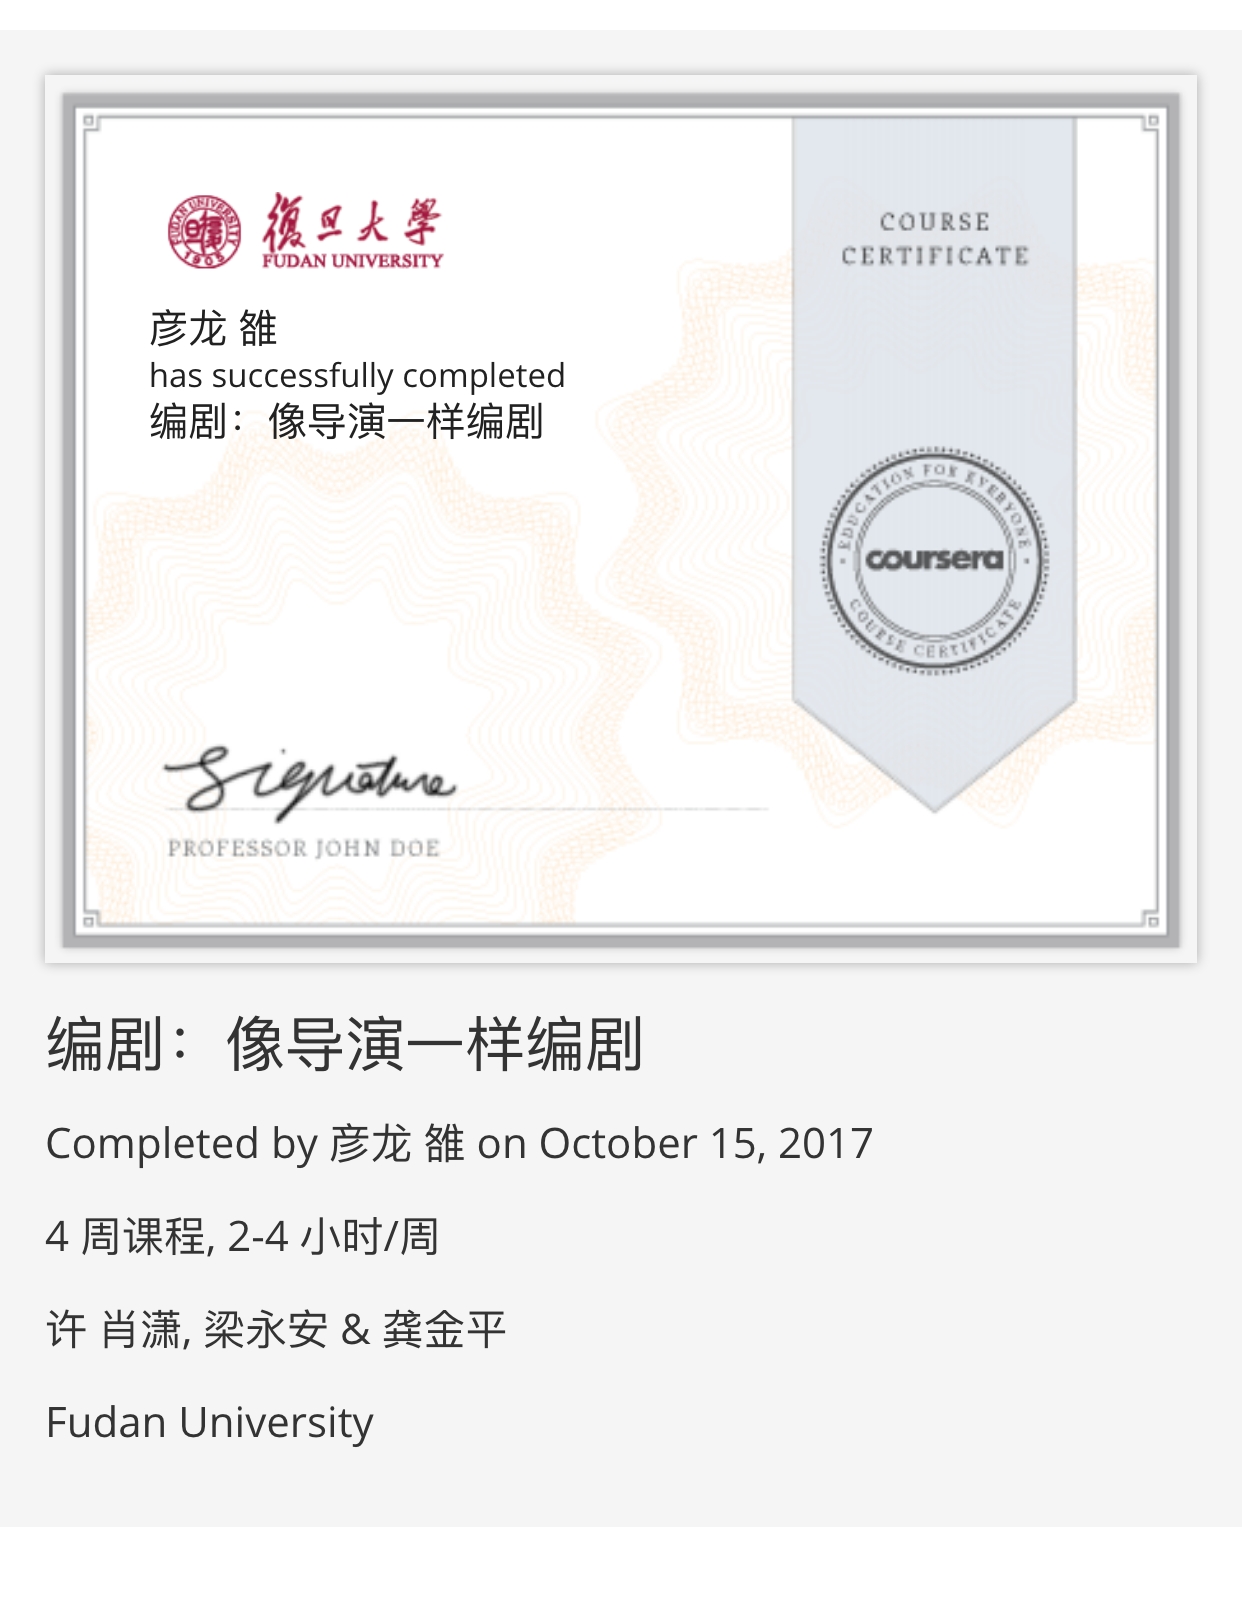 復旦大學
FUDAN UNIVERSITY
FUDAN UNIVERSITY
1905
COURSE
CERTIFICATE
彦龙 雒
has successfully completed
编剧：像导演一样编剧
EDUCATION FOR EVERYONE
coursera
COURSE CERTIFICATE
Signature
PROFESSOR JOHN DOE
编剧：像导演一样编剧
Completed by 彦龙 雒 on October 15, 2017
4 周课程, 2-4 小时/周
许 肖潇, 梁永安 & 龚金平
Fudan University